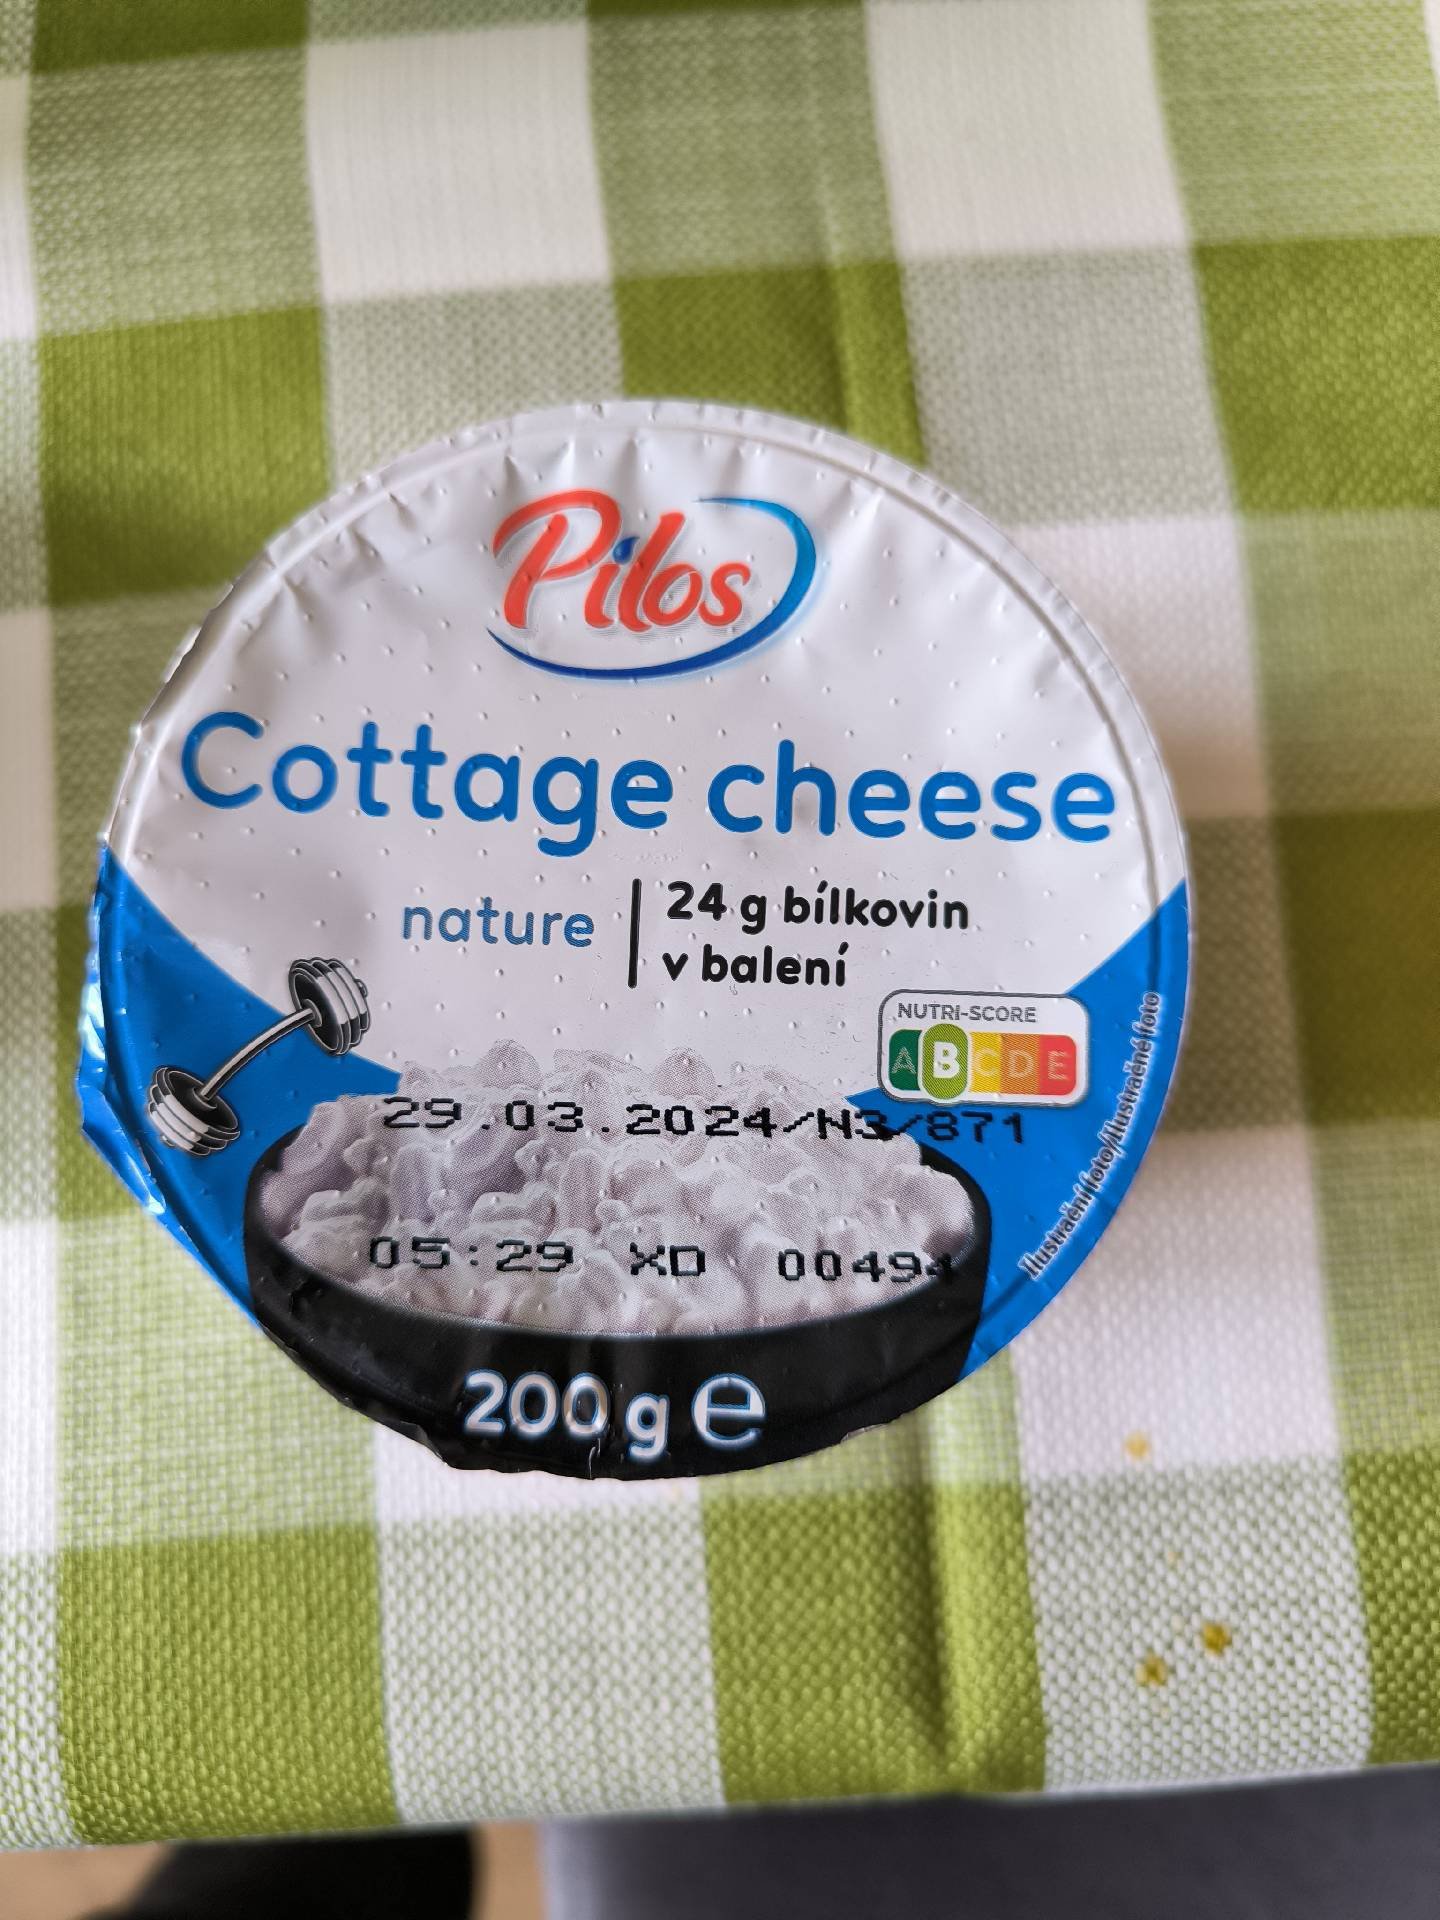 Pilos
Cottage cheese
nature
24 g bílkovin
v balení
NUTRI-SCORE
A B C D E
29.03.2024/N3/871
05:29 XD 00494
200 g e
Ilustrační foto/Ilustračné foto